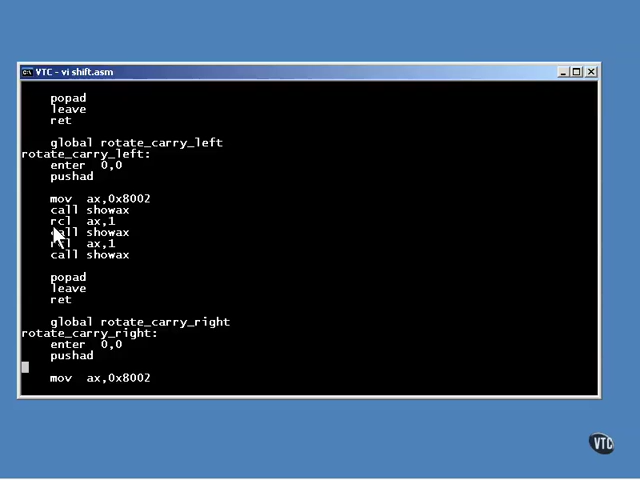 VTC - vi shift.asm
popad
leave
ret
global rotate_carry_left
rotate_carry_left:
enter 0,0
pushad
mov ax,0x8002
call showax
rcl ax,1
call showax
rcl ax,1
call showax
popad
leave
ret
global rotate_carry_right
rotate_carry_right:
enter 0,0
pushad
mov ax,0x8002
VTC